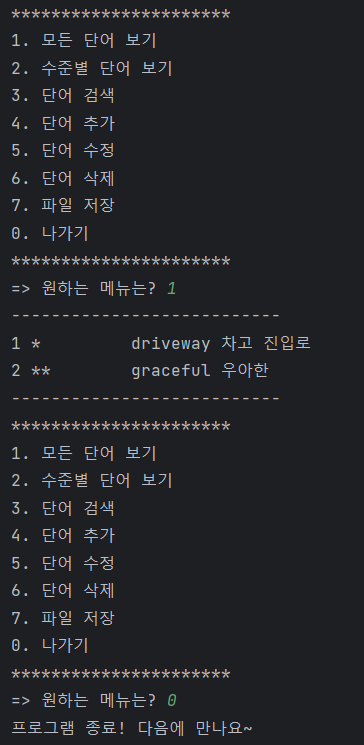 **********************
1. 모든 단어 보기
2. 수준별 단어 보기
3. 단어 검색
4. 단어 추가
5. 단어 수정
6. 단어 삭제
7. 파일 저장
0. 나가기
**********************
=> 원하는 메뉴는? 1
---------------------------
1 *         driveway 차고 진입로
2 **        graceful 우아한
---------------------------
**********************
1. 모든 단어 보기
2. 수준별 단어 보기
3. 단어 검색
4. 단어 추가
5. 단어 수정
6. 단어 삭제
7. 파일 저장
0. 나가기
**********************
=> 원하는 메뉴는? 0
프로그램 종료! 다음에 만나요~